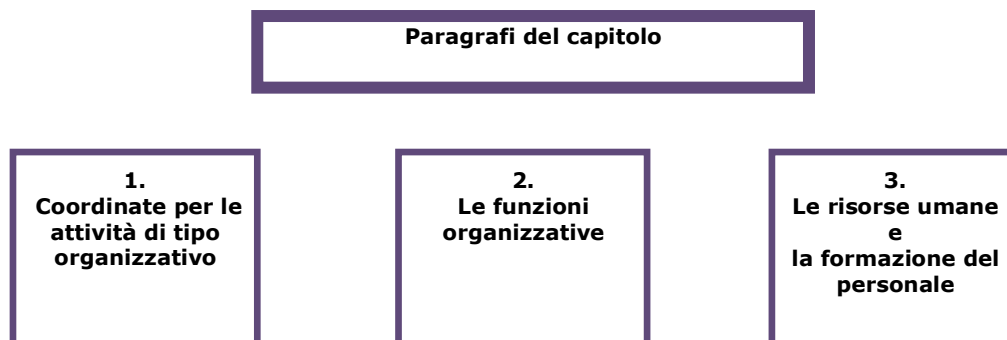 Paragrafi del capitolo
1.
Coordinate per le
attività di tipo
organizzativo
2.
Le funzioni
organizzative
3.
Le risorse umane
e
la formazione del
personale